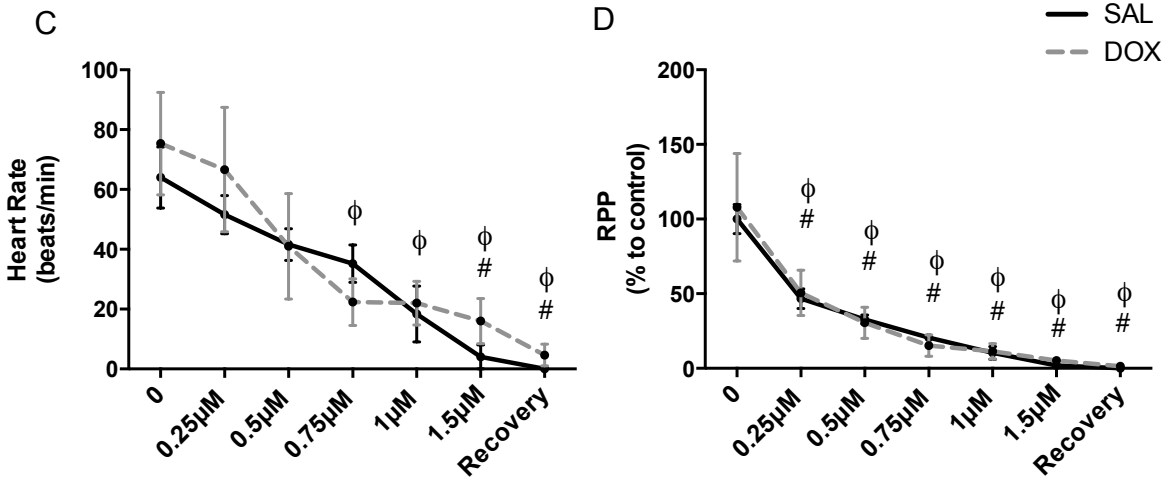 C
D
SAL
DOX
Heart Rate
(beats/min)
100
80
60
40
20
0
ϕ
ϕ
ϕ
#
ϕ
#
0
0.25µM
0.5µM
0.75µM
1µM
1.5µM
Recovery
RPP
(% to control)
200
150
100
50
0
ϕ
#
ϕ
#
ϕ
#
ϕ
#
ϕ
#
ϕ
#
0
0.25µM
0.5µM
0.75µM
1µM
1.5µM
Recovery